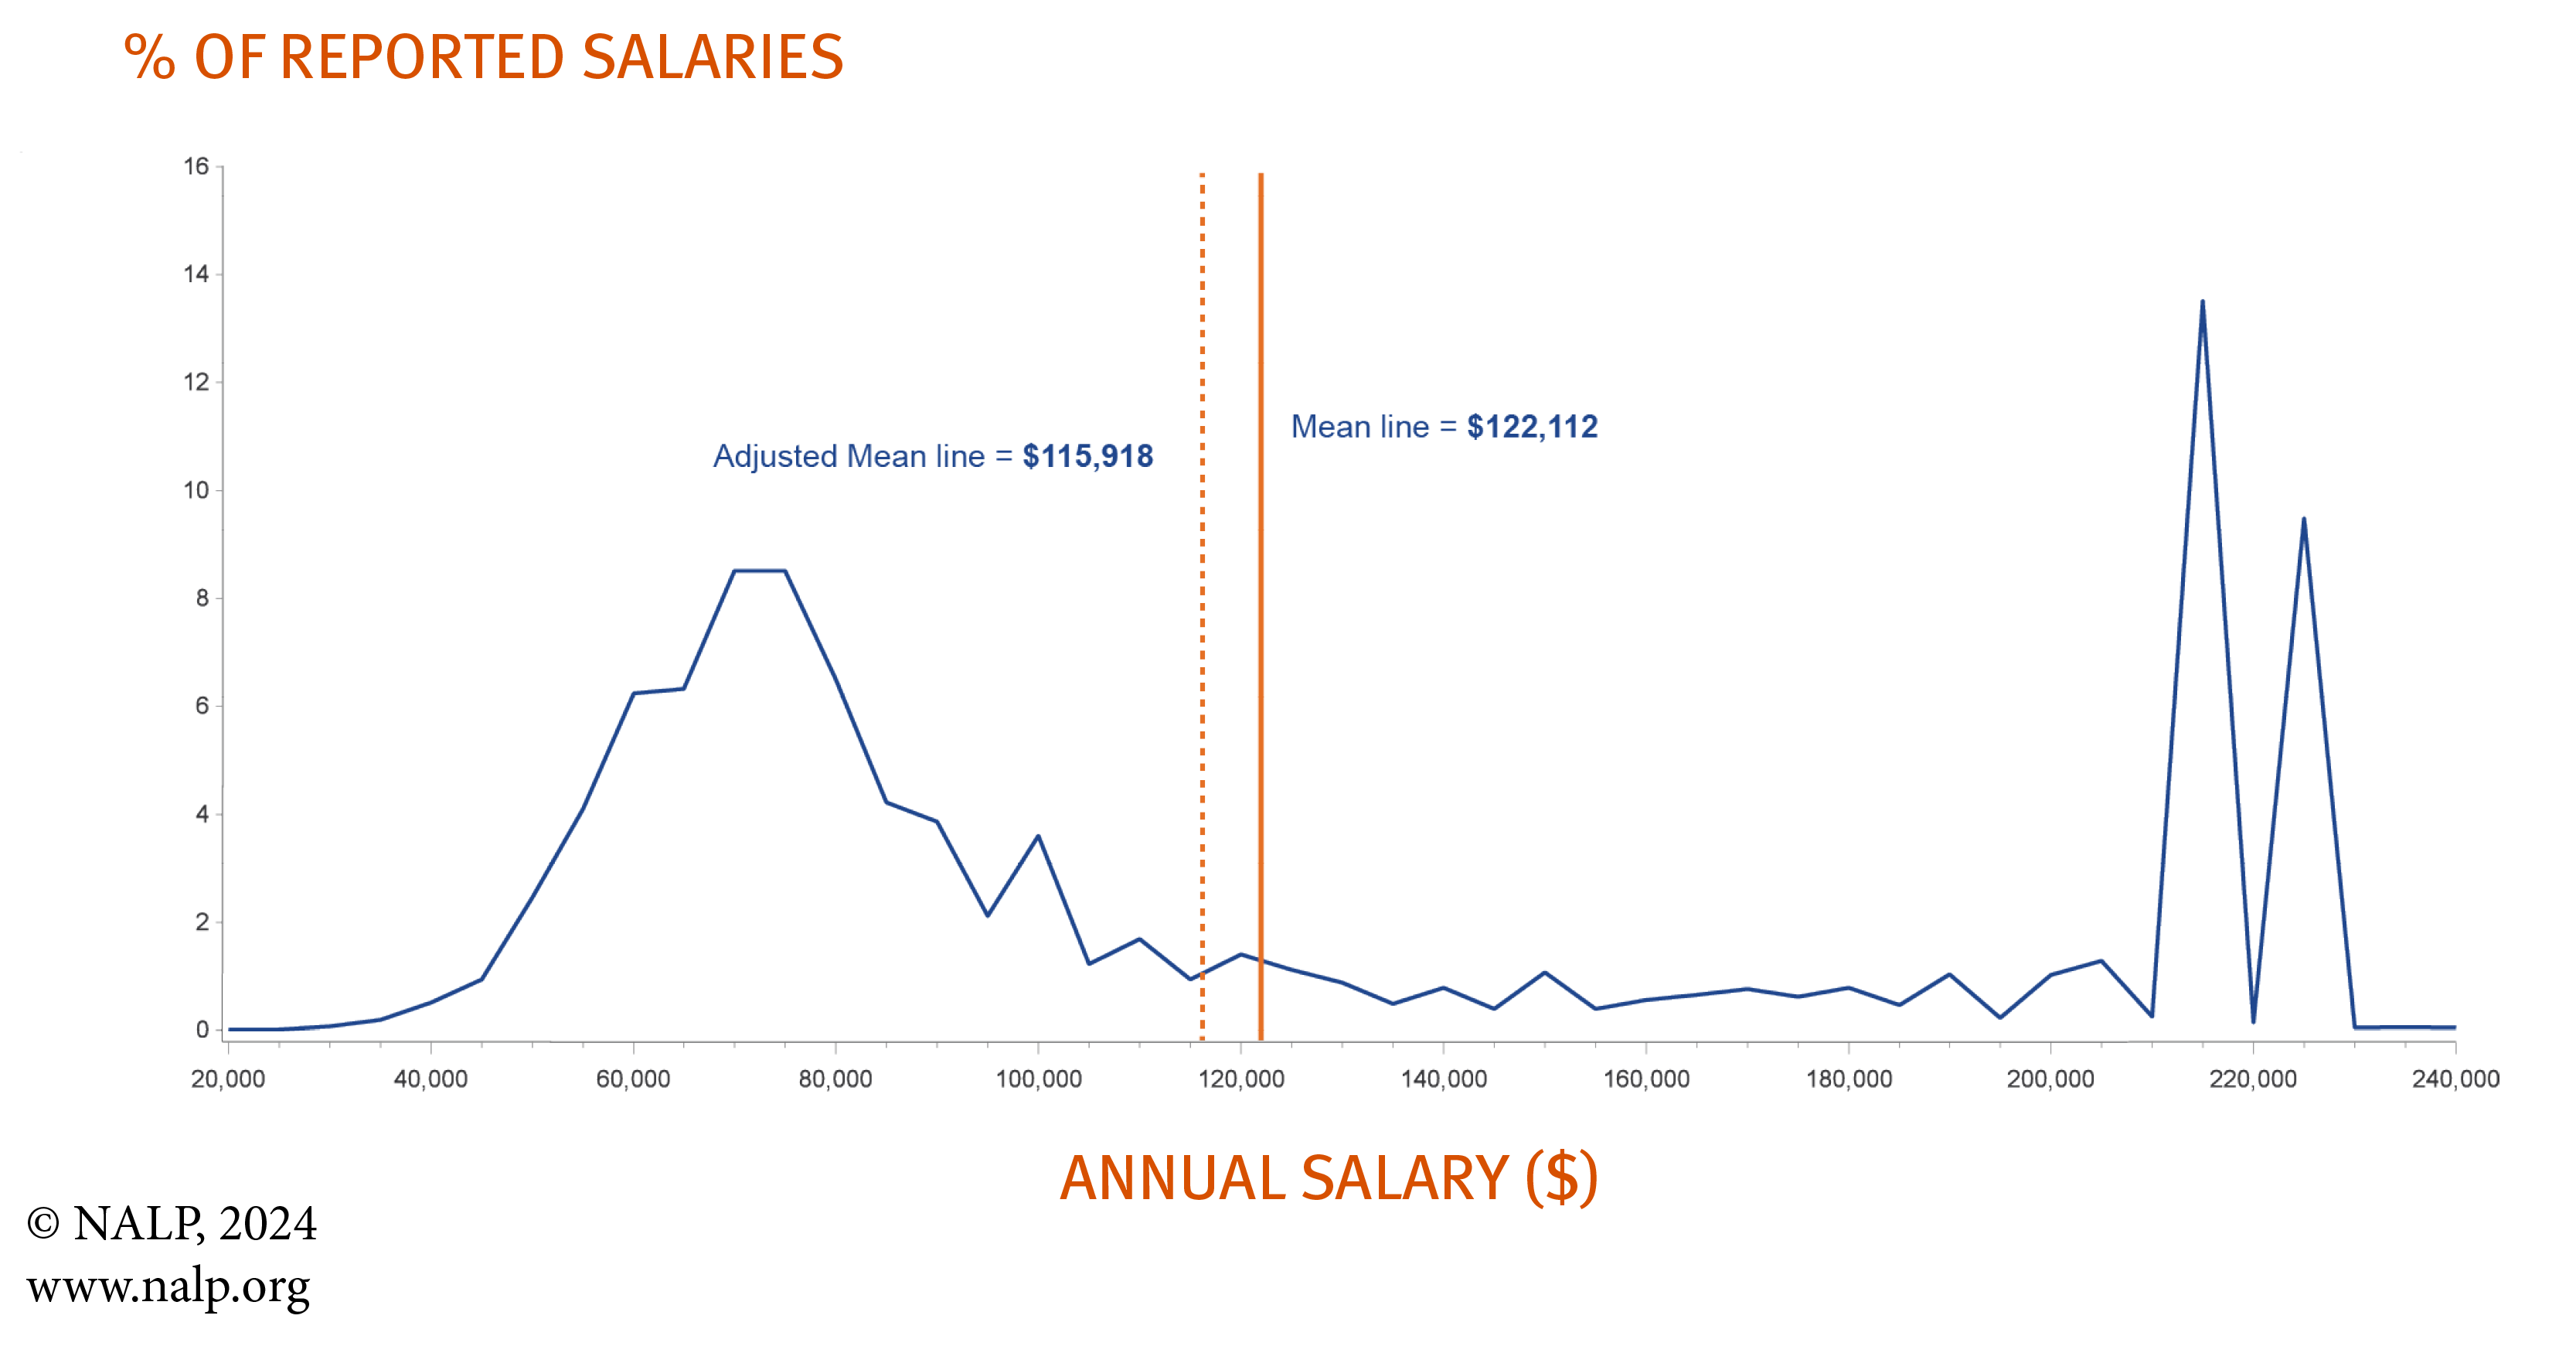 % OF REPORTED SALARIES
16
14
12
10
8
6
4
2
0
Adjusted Mean line = $115,918
Mean line = $122,112
20,000 40,000 60,000 80,000 100,000 120,000 140,000 160,000 180,000 200,000 220,000 240,000
ANNUAL SALARY ($)
© NALP, 2024
www.nalp.org